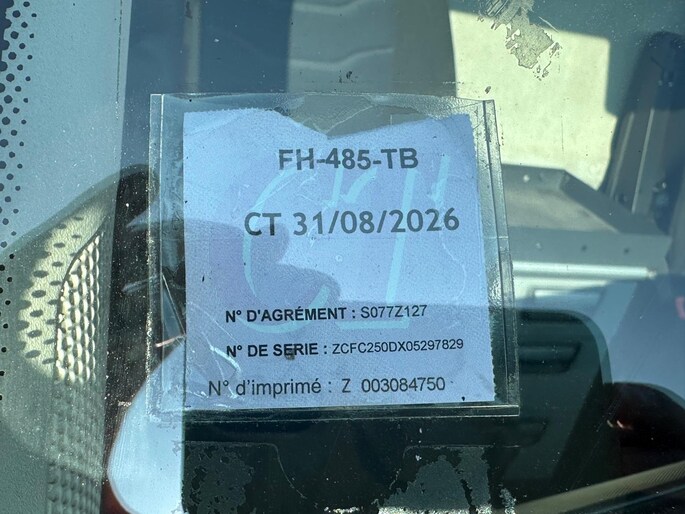 FH-485-TB
CT 31/08/2026
N° D'AGRÉMENT : S077Z127
N° DE SERIE : ZCFC250DX05297829
N° d'imprimé : Z 003084750